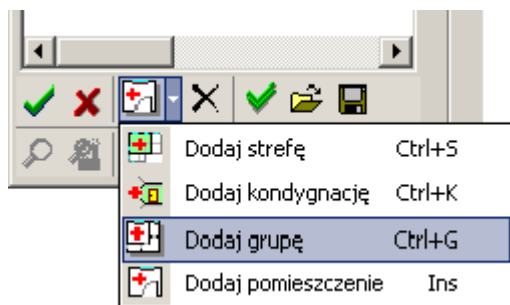 Dodaj strefę Ctrl+S
Dodaj kondygnację Ctrl+K
Dodaj grupę Ctrl+G
Dodaj pomieszczenie Ins